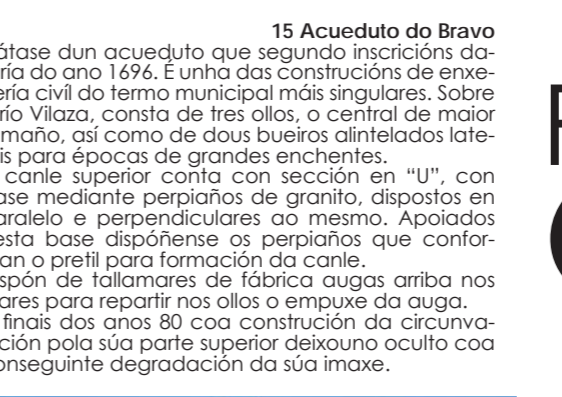 15 Acueduto do Bravo
átase dun acueduto que segundo inscricións da-
ría do ano 1696. É unha das construcións de enxe-
ería civíl do termo municipal máis singulares. Sobre
río Vilaza, consta de tres ollos, o central de maior
maño, así como de dous bueiros alintelados late-
is para épocas de grandes enchentes.
canle superior conta con sección en “U”, con
ase mediante perpiaños de granito, dispostos en
aralelo e perpendiculares ao mesmo. Apoiados
esta base dispóñense os perpiaños que confor-
an o pretil para formación da canle.
spón de tallamares de fábrica augas arriba nos
ares para repartir nos ollos o empuxe da auga.
finais dos anos 80 coa construción da circunva-
ción pola súa parte superior deixouno oculto coa
onseguinte degradación da súa imaxe.